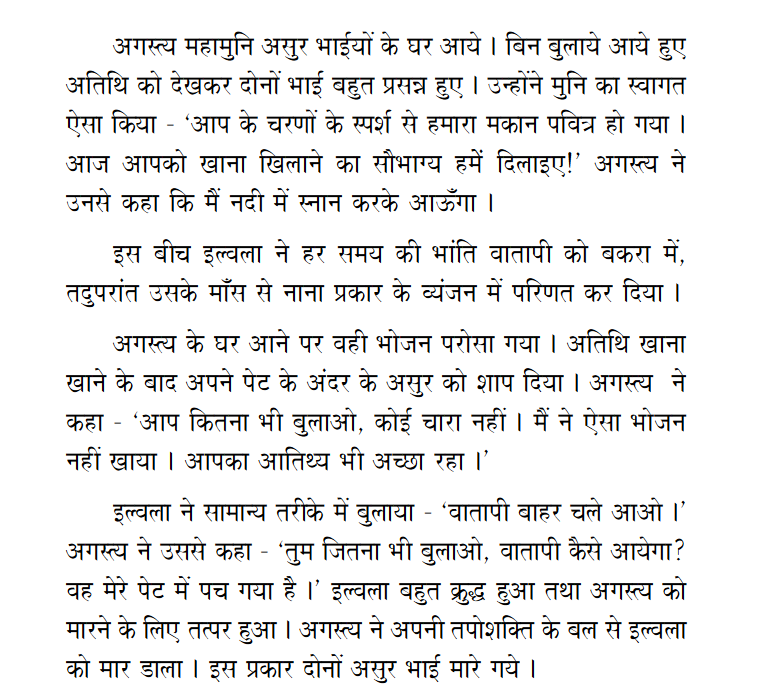 अगस्त्य महामुनि असुर भाईयों के घर आये । बिन बुलाये आये हुए
अतिथि को देखकर दोनों भाई बहुत प्रसन्न हुए । उन्होंने मुनि का स्वागत
ऐसा किया - ‘आप के चरणों के स्पर्श से हमारा मकान पवित्र हो गया ।
आज आपको खाना खिलाने का सौभाग्य हमें दिलाइए!’ अगस्त्य ने
उनसे कहा कि मैं नदी में स्नान करके आऊँगा ।
इस बीच इल्वला ने हर समय की भांति वातापी को बकरा में,
तदुपरांत उसके माँस से नाना प्रकार के व्यंजन में परिणत कर दिया ।
अगस्त्य के घर आने पर वही भोजन परोसा गया । अतिथि खाना
खाने के बाद अपने पेट के अंदर के असुर को शाप दिया । अगस्त्य ने
कहा - ‘आप कितना भी बुलाओ, कोई चारा नहीं । मैं ने ऐसा भोजन
नहीं खाया । आपका आतिथ्य भी अच्छा रहा ।’
इल्वला ने सामान्य तरीके में बुलाया - ‘वातापी बाहर चले आओ ।’
अगस्त्य ने उससे कहा - ‘तुम जितना भी बुलाओ, वातापी कैसे आयेगा?
वह मेरे पेट में पच गया है ।’ इल्वला बहुत क्रुद्ध हुआ तथा अगस्त्य को
मारने के लिए तत्पर हुआ । अगस्त्य ने अपनी तपोशक्ति के बल से इल्वला
को मार डाला । इस प्रकार दोनों असुर भाई मारे गये ।